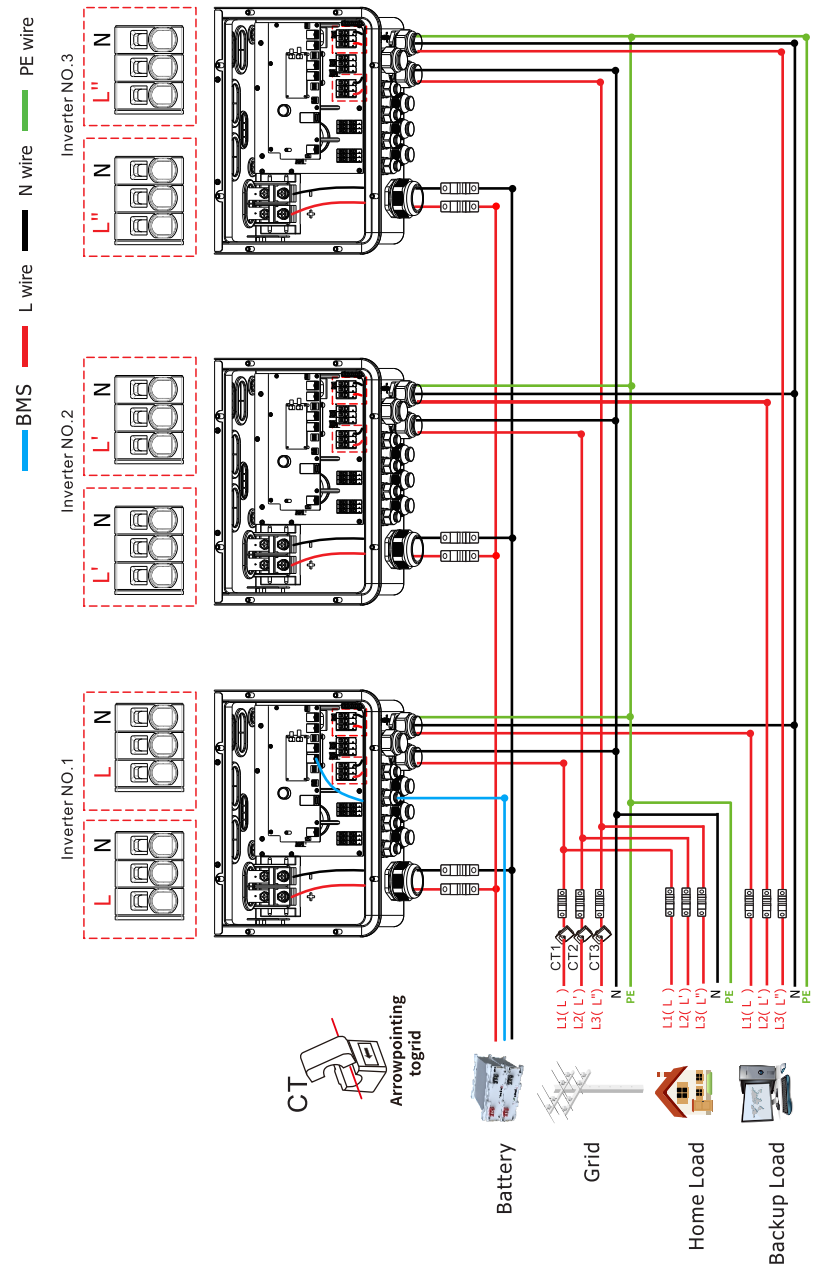 BMS
L wire
N wire
PE wire
Inverter NO.1
L
N
L
N
Inverter NO.2
L'
N
L'
N
Inverter NO.3
L"
N
L"
N
+
-
+
-
+
-
CT
Arrowpointing
togrid
Battery
Grid
CT1
CT2
CT3
L1( L )
L2( L')
L3( L")
N
PE
Home Load
L1( L )
L2( L')
L3( L")
N
PE
Backup Load
L1( L )
L2( L')
L3( L")
N
PE